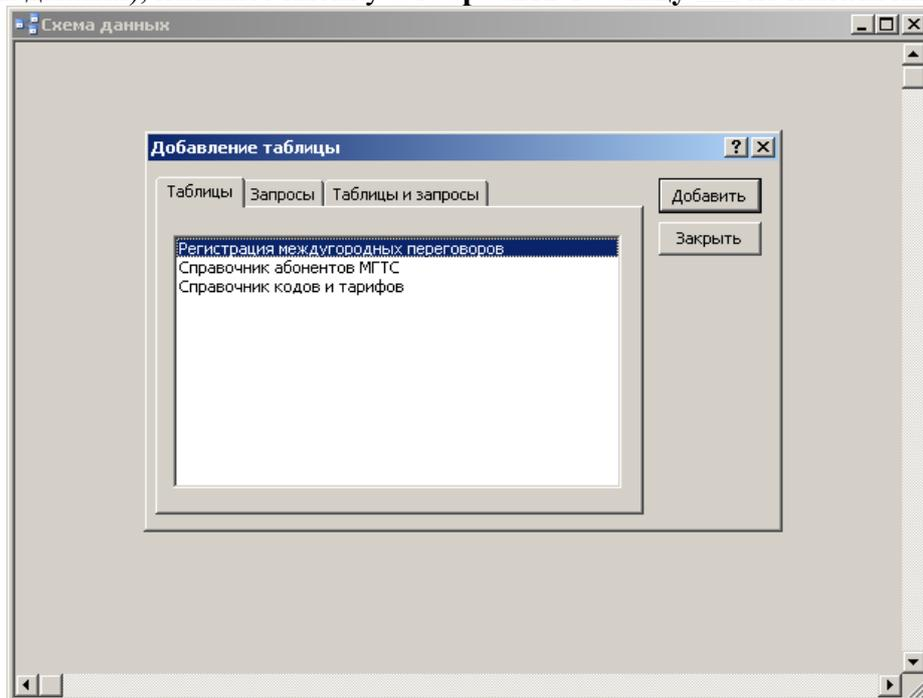 Схема данных
Добавление таблицы
Таблицы Запросы Таблицы и запросы
Добавить
Закрыть
Регистрация междугородных переговоров
Справочник абонентов МГТС
Справочник кодов и тарифов